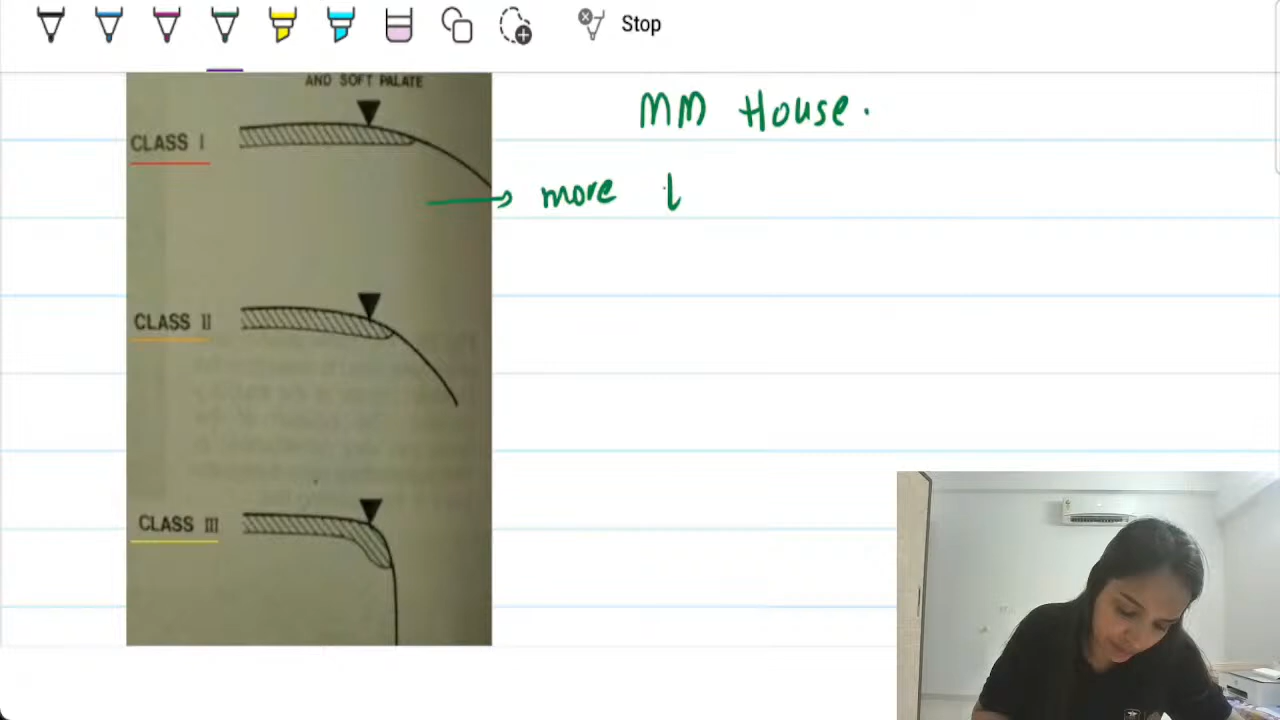 Stop
AND SOFT PALATE
MM House.
CLASS I
more
CLASS II
CLASS III